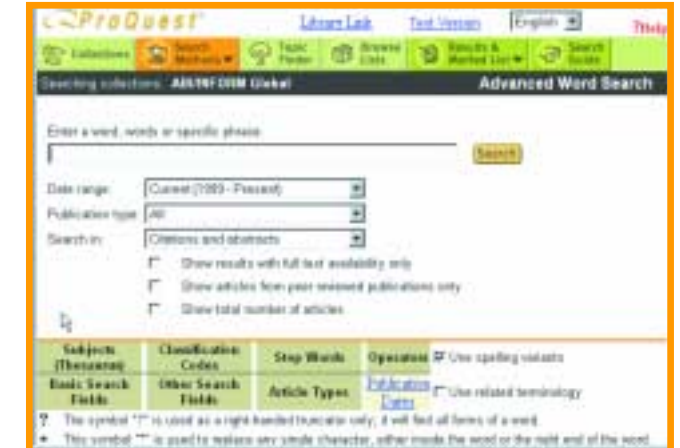 ProQuest® Library Link Text Version English ?Help
Collections Search Methods Topic Finder Browse Lists Results & Marked List Search Guide
Searching collections: ABI/INFORM Global Advanced Word Search
Enter a word, words or specific phrase
Search
Date range: Current (1999 - Present)
Publication type: All
Search in: Citations and abstracts
Show results with full text availability only
Show articles from peer reviewed publications only
Show total number of articles
Subjects (Thesaurus) Classification Codes Stop Words Operators Use spelling variants
Basic Search Fields Other Search Fields Article Types Publication Dates Use related terminology
? The symbol "?" is used as a right handed truncator only; it will find all forms of a word.
* This symbol "*" is used to replace any single character, either inside the word or the right end of the word.